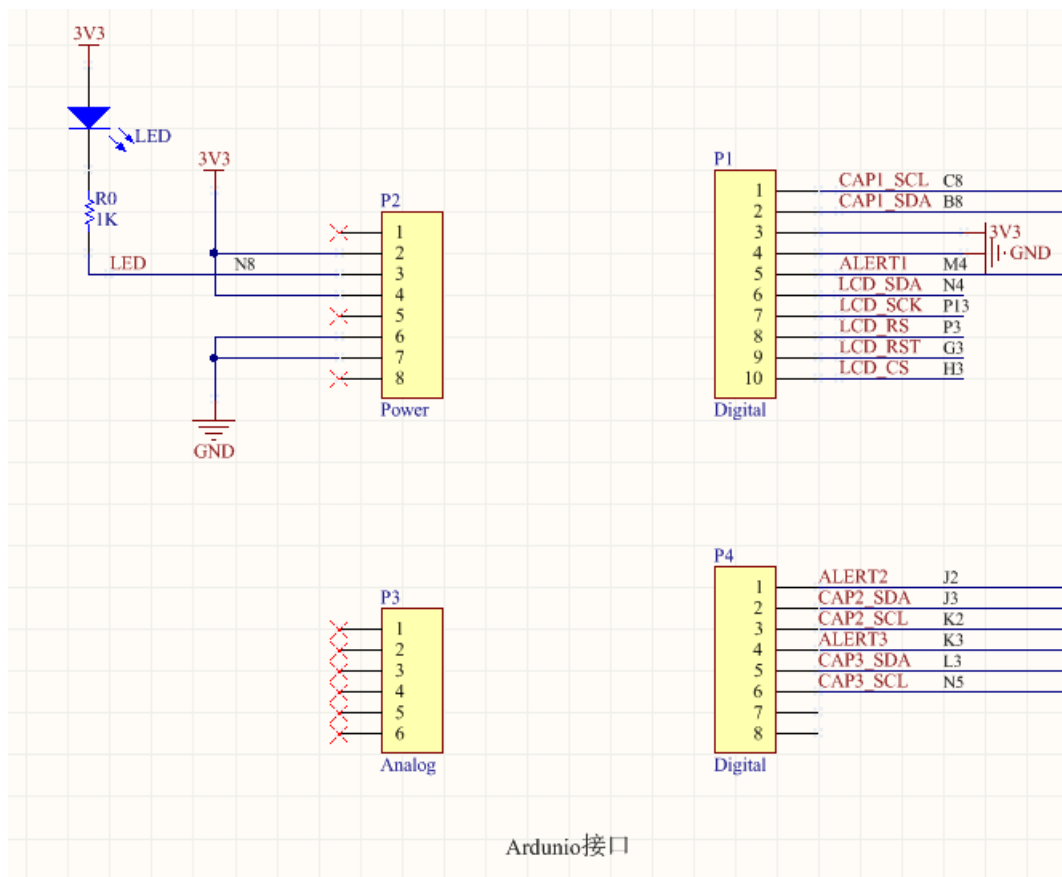 3V3
LED
R0
1K
LED N8
3V3
P2
1
2
3
4
5
6
7
8
Power
GND
P1
1 CAP1_SCL C8
2 CAP1_SDA B8
3 3V3
4 GND
5 ALERT1 M4
6 LCD_SDA N4
7 LCD_SCK P13
8 LCD_RS P3
9 LCD_RST G3
10 LCD_CS H3
Digital
P3
1
2
3
4
5
6
Analog
P4
1 ALERT2 J2
2 CAP2_SDA J3
3 CAP2_SCL K2
4 ALERT3 K3
5 CAP3_SDA L3
6 CAP3_SCL N5
7
8
Digital
Ardunio接口